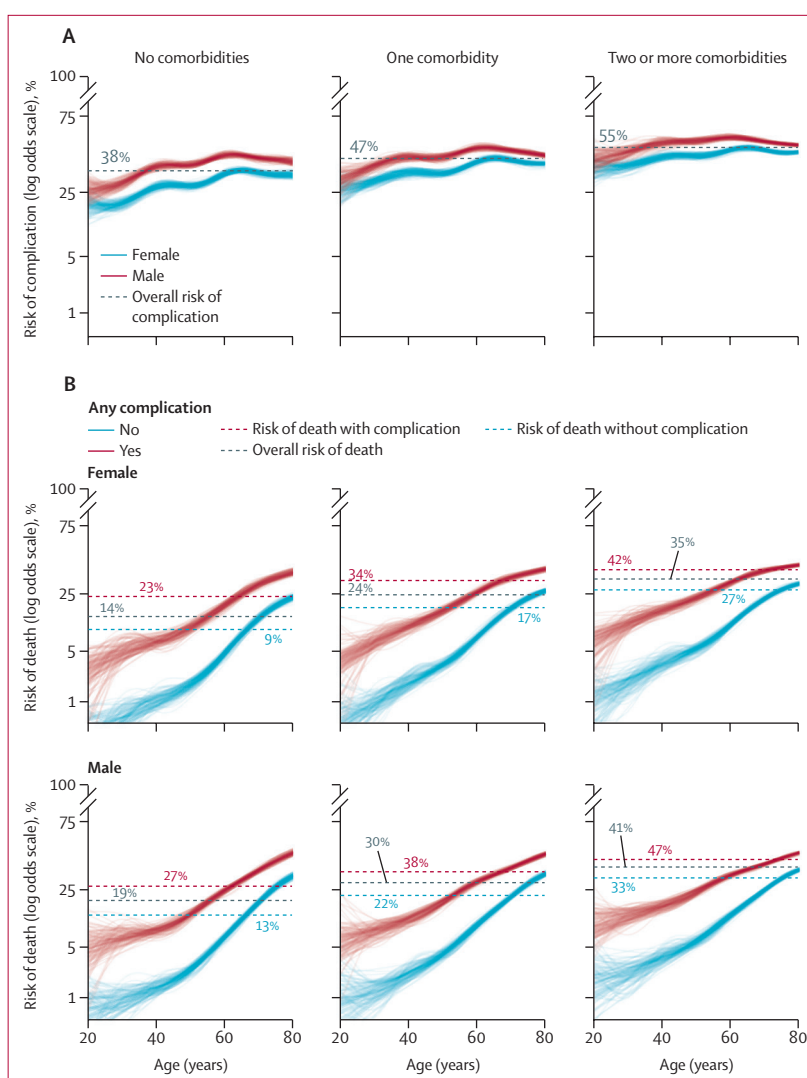 A
No comorbidities
One comorbidity
Two or more comorbidities
Risk of complication (log odds scale), %
100
75
25
5
1
38%
47%
55%
Female
Male
Overall risk of
complication
B
Any complication
No
Yes
Risk of death with complication
Overall risk of death
Risk of death without complication
Female
Risk of death (log odds scale), %
100
75
25
5
1
23%
14%
9%
34%
24%
17%
42%
35%
27%
Male
Risk of death (log odds scale), %
100
75
25
5
1
27%
19%
13%
30%
38%
22%
41%
47%
33%
20 40 60 80
20 40 60 80
20 40 60 80
Age (years)
Age (years)
Age (years)